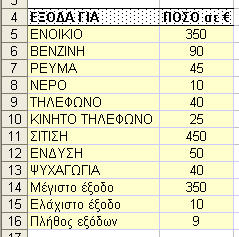 3
4 ΕΞΟΔΑ ΓΙΑ ΠΟΣΟ σε €
5 ΕΝΟΙΚΙΟ 350
6 ΒΕΝΖΙΝΗ 90
7 ΡΕΥΜΑ 45
8 ΝΕΡΟ 10
9 ΤΗΛΕΦΩΝΟ 40
10 ΚΙΝΗΤΟ ΤΗΛΕΦΩΝΟ 25
11 ΣΙΤΙΣΗ 450
12 ΕΝΔΥΣΗ 50
13 ΨΥΧΑΓΩΓΙΑ 40
14 Μέγιστο έξοδο 350
15 Ελάχιστο έξοδο 10
16 Πλήθος εξόδων 9